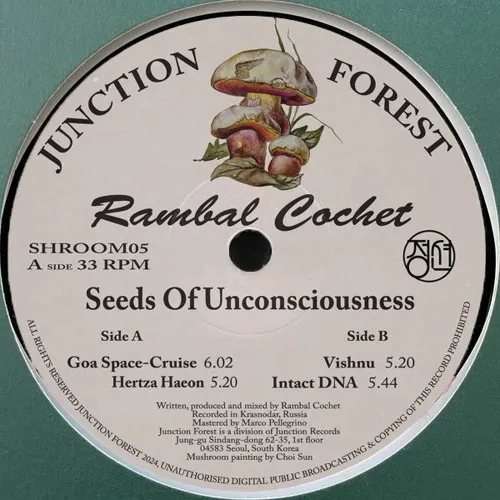 JUNCTION FOREST
Rambal Cochet
SHROOM05
A SIDE 33 RPM
정션
Seeds Of Unconsciousness
Side A
Goa Space-Cruise 6.02
Hertza Haeon 5.20
Side B
Vishnu 5.20
Intact DNA 5.44
Written, produced and mixed by Rambal Cochet
Recorded in Krasnodar, Russia
Mastered by Marco Pellegrino
Junction Forest is a division of Junction Records
Jung-gu Sindang-dong 62-35, 1st floor
04583 Seoul, South Korea
Mushroom painting by Choi Sun
ALL RIGHTS RESERVED JUNCTION FOREST 2024, UNAUTHORISED DIGITAL PUBLIC BROADCASTING & COPYING OF THIS RECORD PROHIBITED